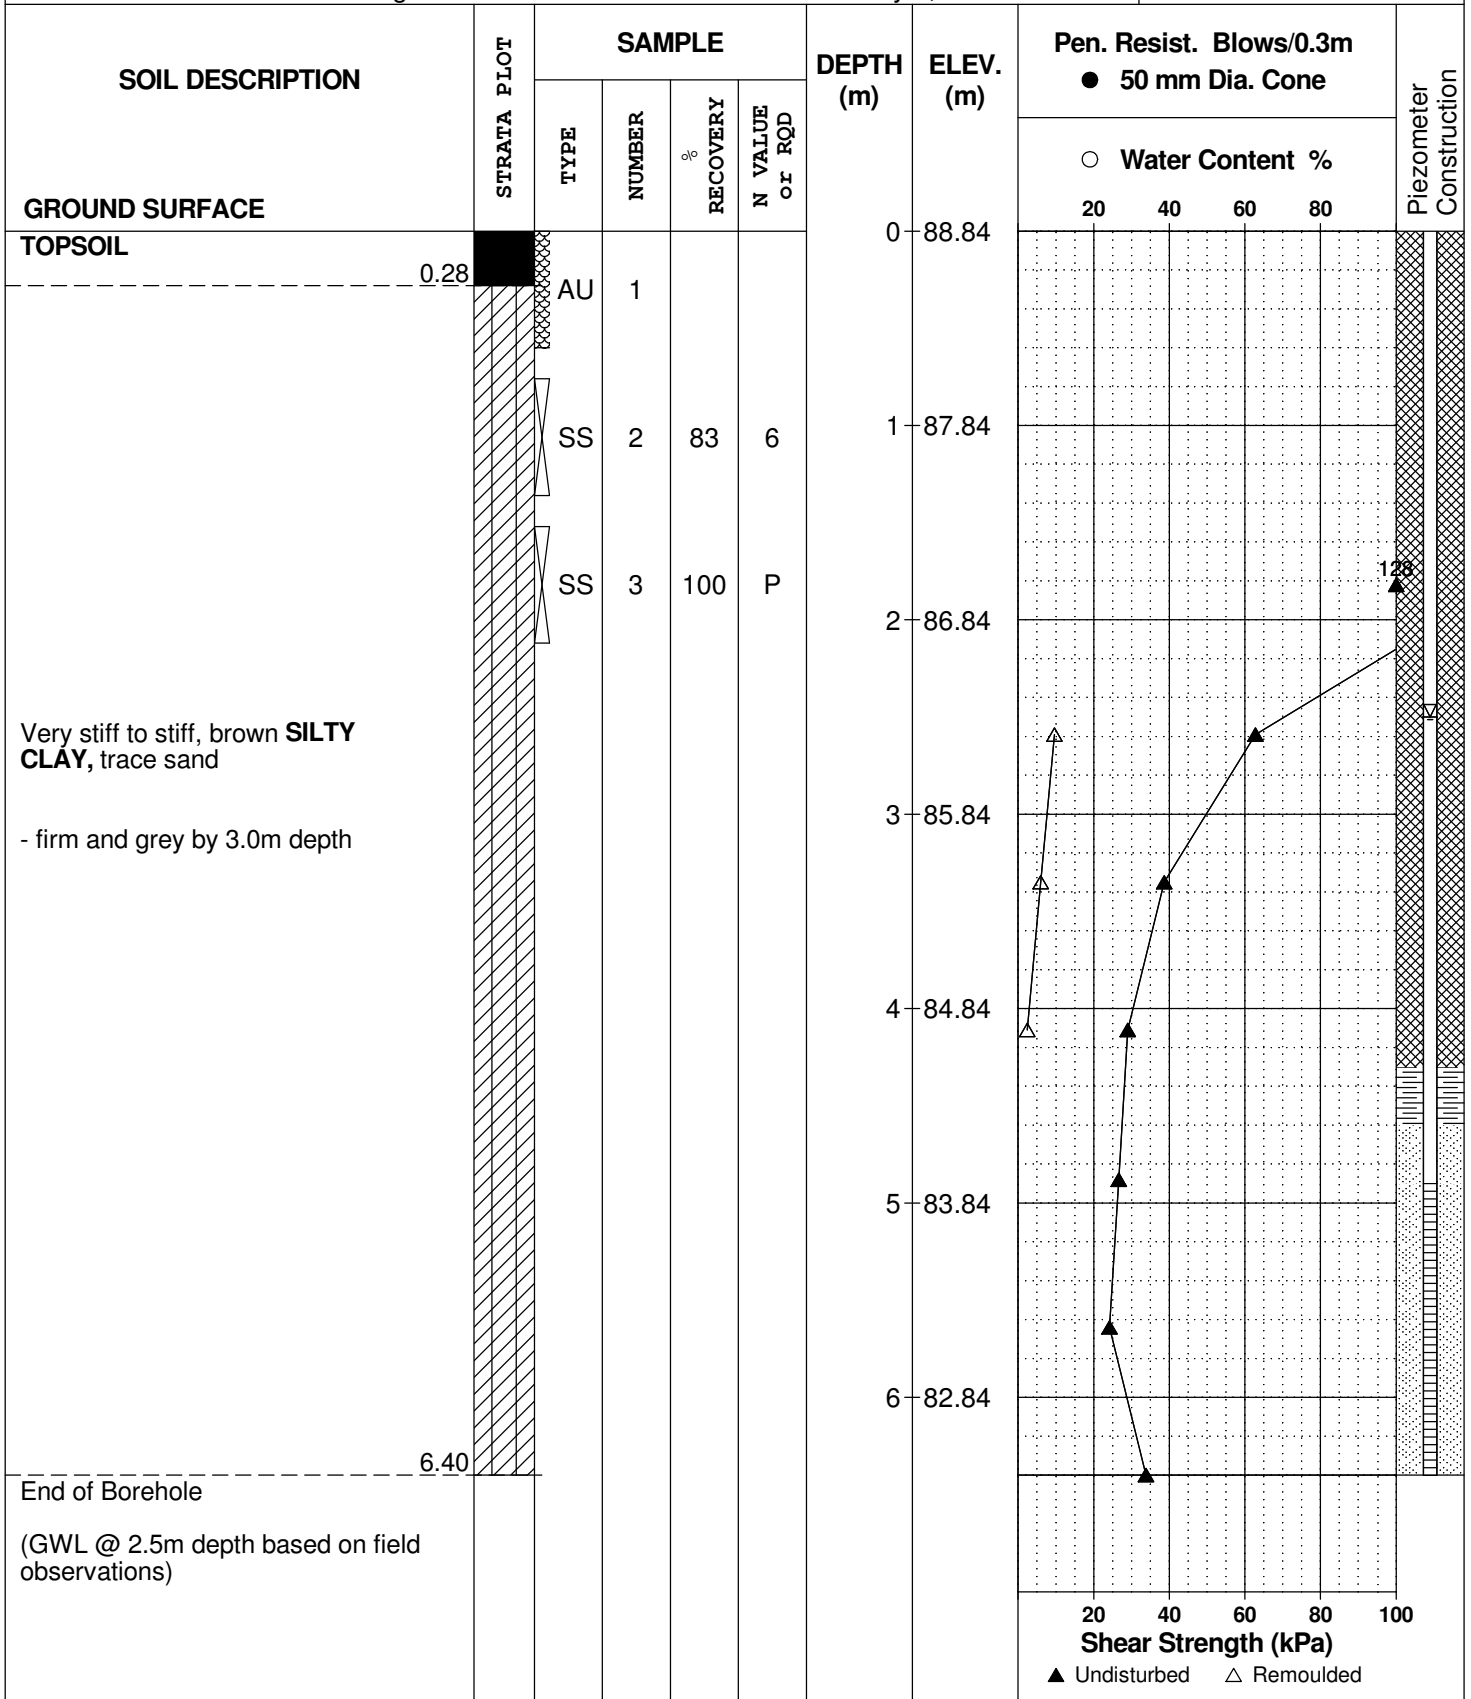 SOIL DESCRIPTION
GROUND SURFACE
STRATA PLOT
SAMPLE
TYPE
NUMBER
%
RECOVERY
N VALUE
or RQD
DEPTH
(m)
ELEV.
(m)
Pen. Resist. Blows/0.3m
● 50 mm Dia. Cone
○ Water Content %
20 40 60 80
Piezometer
Construction
TOPSOIL
0.28
AU 1
SS 2 83 6
SS 3 100 P
0 88.84
1 87.84
2 86.84
3 85.84
4 84.84
5 83.84
6 82.84
128
Very stiff to stiff, brown SILTY
CLAY, trace sand
- firm and grey by 3.0m depth
6.40
End of Borehole
(GWL @ 2.5m depth based on field
observations)
20 40 60 80 100
Shear Strength (kPa)
▲ Undisturbed △ Remoulded